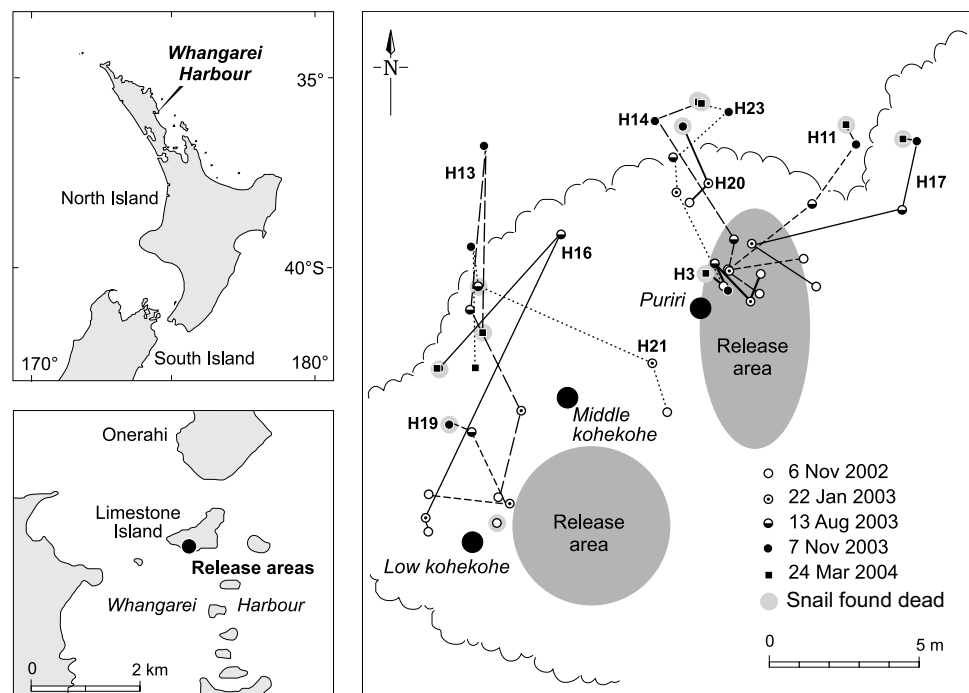 Whangarei
Harbour
35°
North Island
40°S
South Island
170°
180°
Onerahi
Limestone
Island
Release areas
Whangarei Harbour
0 2 km
N
H14
H23
H11
H13
H20
H17
H16
H3
Puriri
Release
area
H21
Middle
kohekohe
H19
Release
area
Low kohekohe
6 Nov 2002
22 Jan 2003
13 Aug 2003
7 Nov 2003
24 Mar 2004
Snail found dead
0 5 m